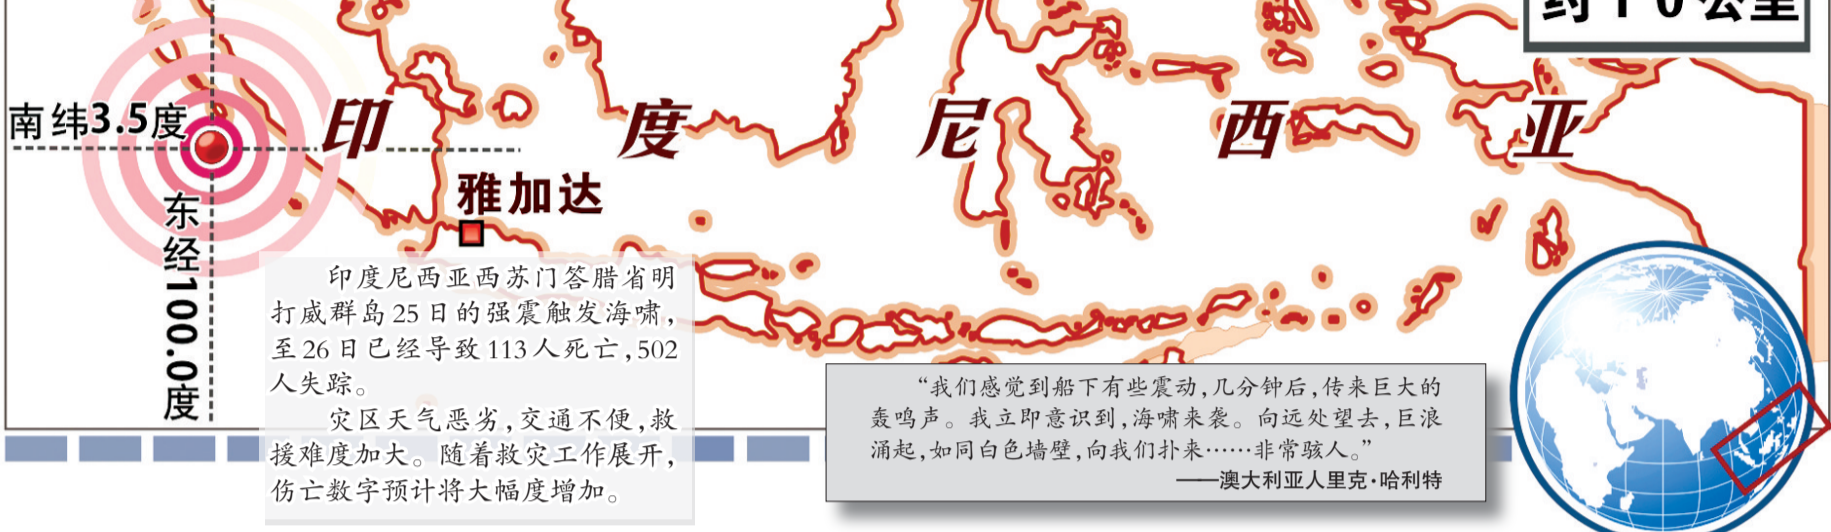 约10公里
印度尼西亚
南纬3.5度
东经100.0度
雅加达
印度尼西亚西苏门答腊省明
打威群岛25日的强震触发海啸，
至26日已经导致113人死亡，502
人失踪。
灾区天气恶劣，交通不便，救
援难度加大。随着救灾工作展开，
伤亡数字预计将大幅度增加。
“我们感觉到船下有些震动，几分钟后，传来巨大的
轰鸣声。我立即意识到，海啸来袭。向远处望去，巨浪
涌起，如同白色墙壁，向我们扑来……非常骇人。”
——澳大利亚人里克·哈利特